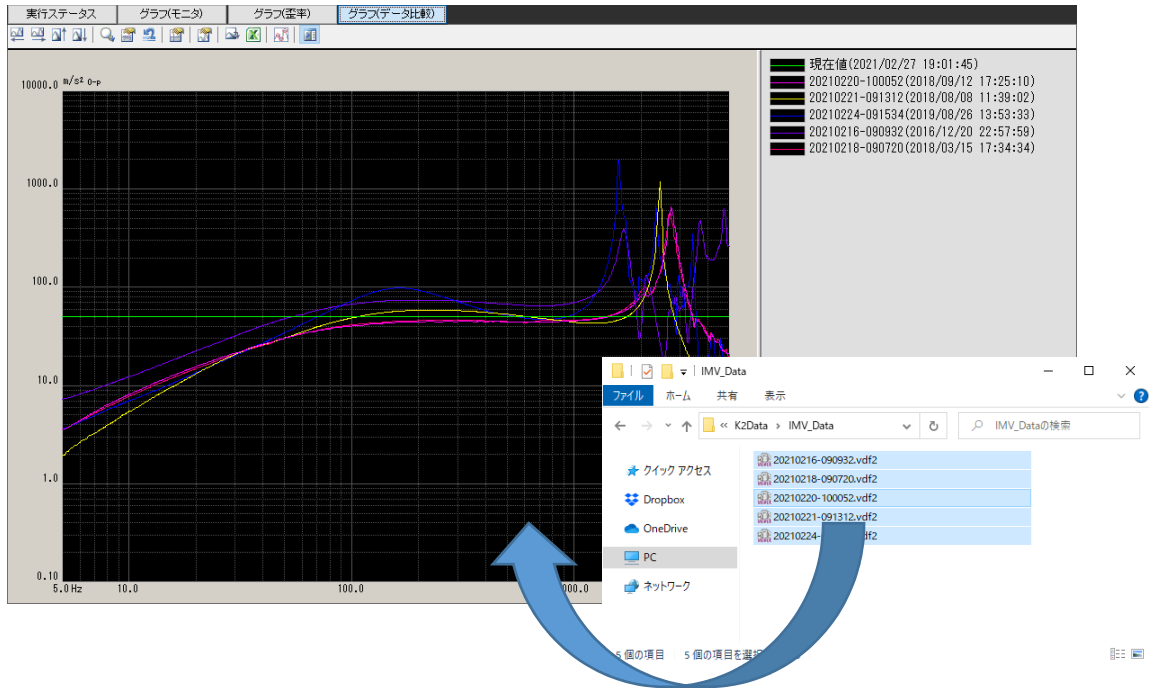 実行ステータス
グラフ(モニタ)
グラフ(歪率)
グラフ(データ比較)
10000.0 m/s² 0-p
1000.0
100.0
10.0
1.0
0.10
5.0 Hz
10.0
100.0
現在値(2021/02/27 19:01:45)
20210220-100052(2018/09/12 17:25:10)
20210221-091312(2018/08/08 11:39:02)
20210224-091534(2019/08/26 13:53:33)
20210216-090932(2016/12/20 22:57:59)
20210218-090720(2018/03/15 17:34:34)
IMV_Data
ファイル ホーム 共有 表示
« K2Data › IMV_Data
IMV_Dataの検索
クイック アクセス
Dropbox
OneDrive
PC
ネットワーク
20210216-090932.vdf2
20210218-090720.vdf2
20210220-100052.vdf2
20210221-091312.vdf2
20210224-
5 個の項目
5 個の項目を選